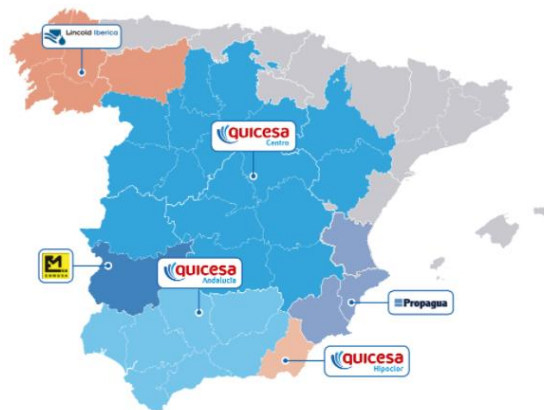 Lincoid Iberica
quicesa
Centro
quicesa
Andalucía
Propagua
quicesa
Hipoclor